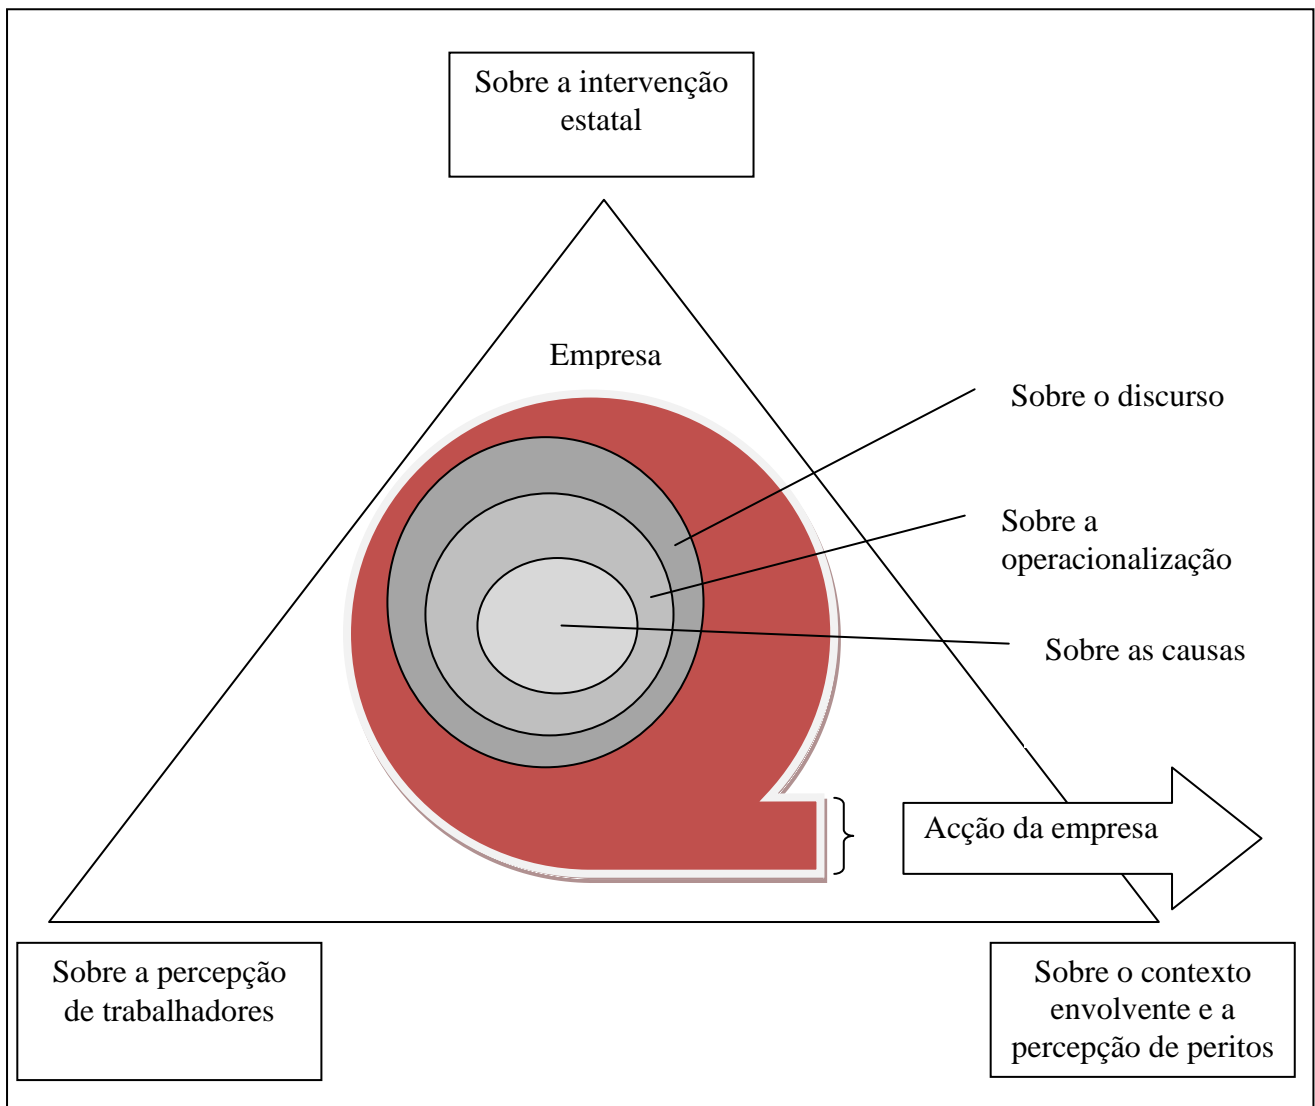 Sobre a intervenção
estatal
Empresa
Sobre o discurso
Sobre a
operacionalização
Sobre as causas
Acção da empresa
Sobre a percepção
de trabalhadores
Sobre o contexto
envolvente e a
percepção de peritos